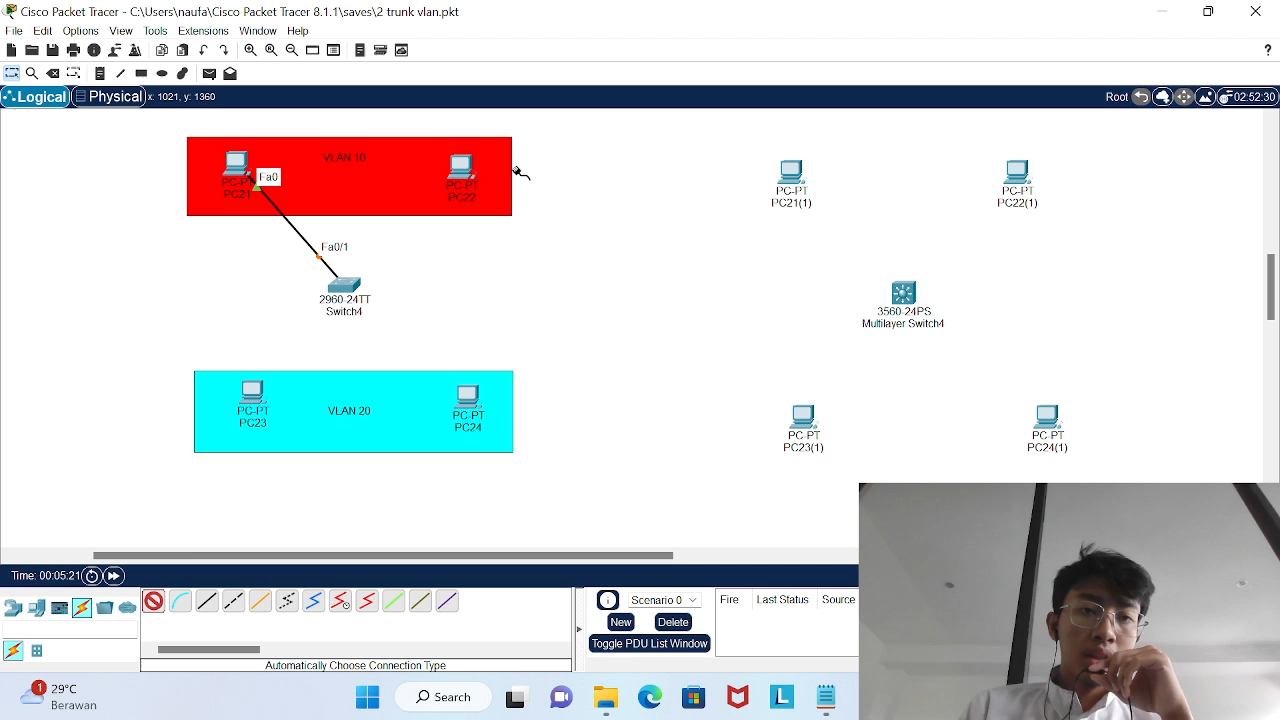 Cisco Packet Tracer - C:\Users\naufa\Cisco Packet Tracer 8.1.1\saves\2 trunk vlan.pkt
File Edit Options View Tools Extensions Window Help
?
Logical Physical x: 1021, y: 1360 Root 02:52:30
VLAN 10
Fa0
PC-PT
PC21
PC-PT
PC22
PC-PT
PC21(1)
PC-PT
PC22(1)
Fa0/1
2960-24TT
Switch4
3560-24PS
Multilayer Switch4
PC-PT
PC23
VLAN 20
PC-PT
PC24
PC-PT
PC23(1)
PC-PT
PC24(1)
Time: 00:05:21
Scenario 0
Fire Last Status Source
New Delete
Toggle PDU List Window
Automatically Choose Connection Type
1
29°C
Berawan
Search
L